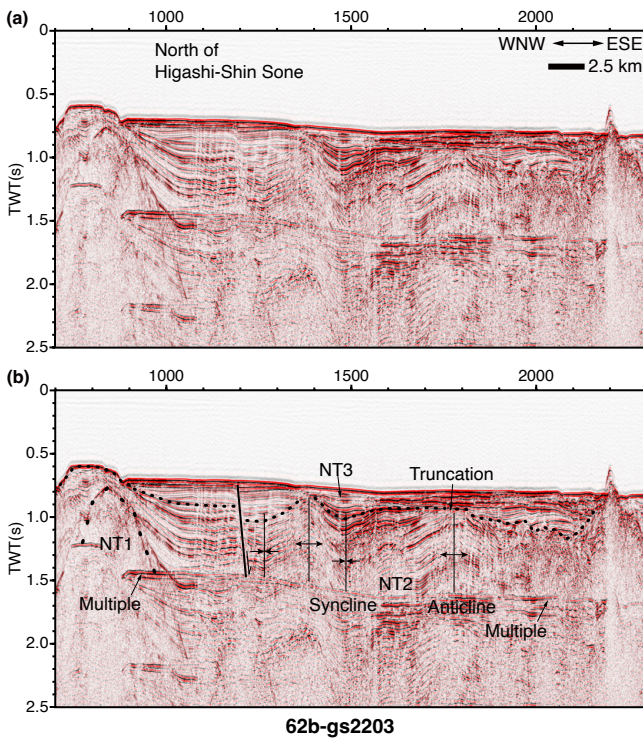 (a)
1000 1500 2000
0
0.5
1.0
1.5
2.0
2.5
TWT(s)
North of
Higashi-Shin Sone
WNW ESE
2.5 km
(b)
1000 1500 2000
0
0.5
1.0
1.5
2.0
2.5
TWT(s)
NT3
Truncation
NT1
Multiple
Syncline
NT2
Anticline
Multiple
62b-gs2203